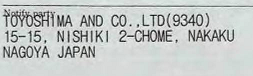 Notify party
TOYOSHIMA AND CO.,LTD(9340)
15-15, NISHIKI 2-CHOME, NAKAKU
NAGOYA JAPAN